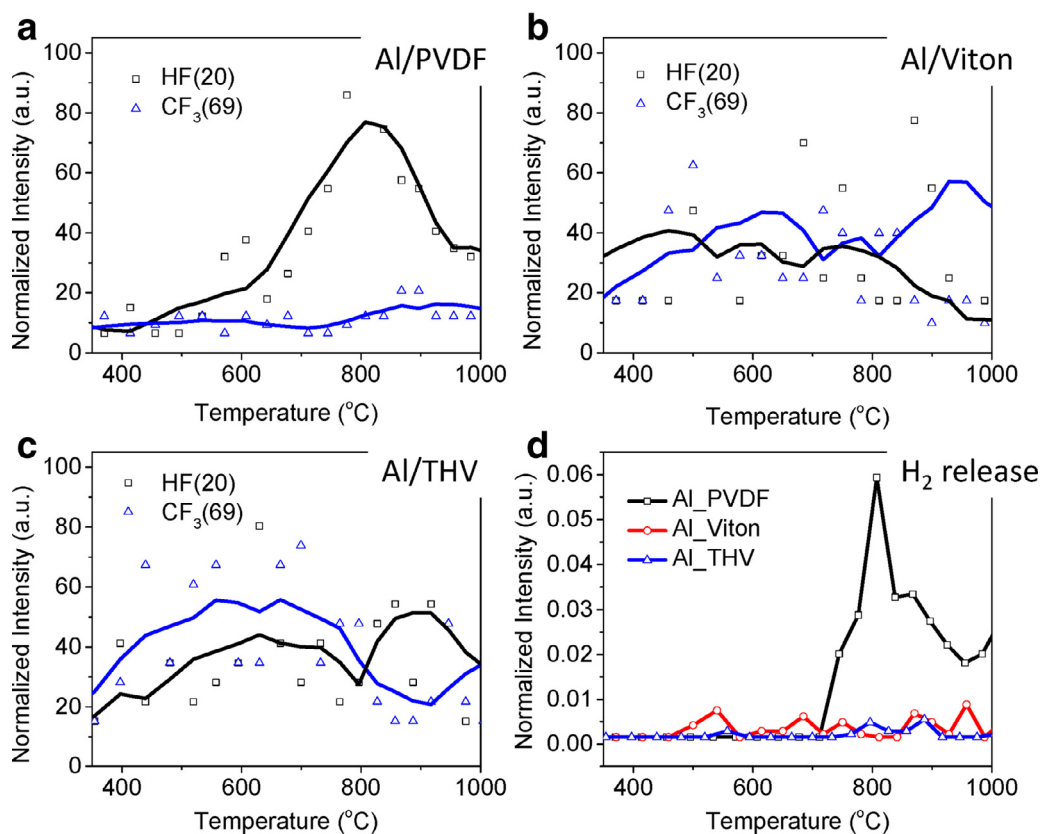 a
Al/PVDF
HF(20)
CF₃(69)
Normalized Intensity (a.u.)
100
80
60
40
20
0
400 600 800 1000
Temperature (°C)
b
Al/Viton
HF(20)
CF₃(69)
Normalized Intensity (a.u.)
100
80
60
40
20
0
400 600 800 1000
Temperature (°C)
c
Al/THV
HF(20)
CF₃(69)
Normalized Intensity (a.u.)
100
80
60
40
20
0
400 600 800 1000
Temperature (°C)
d
H₂ release
Al_PVDF
Al_Viton
Al_THV
Normalized Intensity (a.u.)
0.06
0.05
0.04
0.03
0.02
0.01
0.00
400 600 800 1000
Temperature (°C)